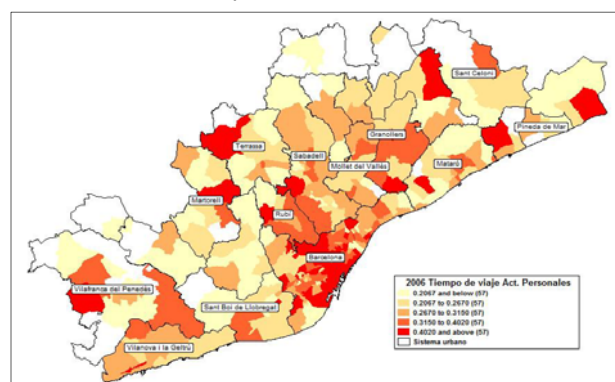 Sant Celoni
Pineda de Mar
Granollers
Terrassa
Sabadell
Mataró
Mollet del Vallès
Martorell
Rubí
Barcelona
Vilafranca del Penedès
Sant Boi de Llobregat
Vilanova i la Geltrú
2006 Tiempo de viaje Act. Personales
0.2067 and below (57)
0.2067 to 0.2670 (57)
0.2670 to 0.3150 (57)
0.3150 to 0.4020 (57)
0.4020 and above (57)
Sistema urbano